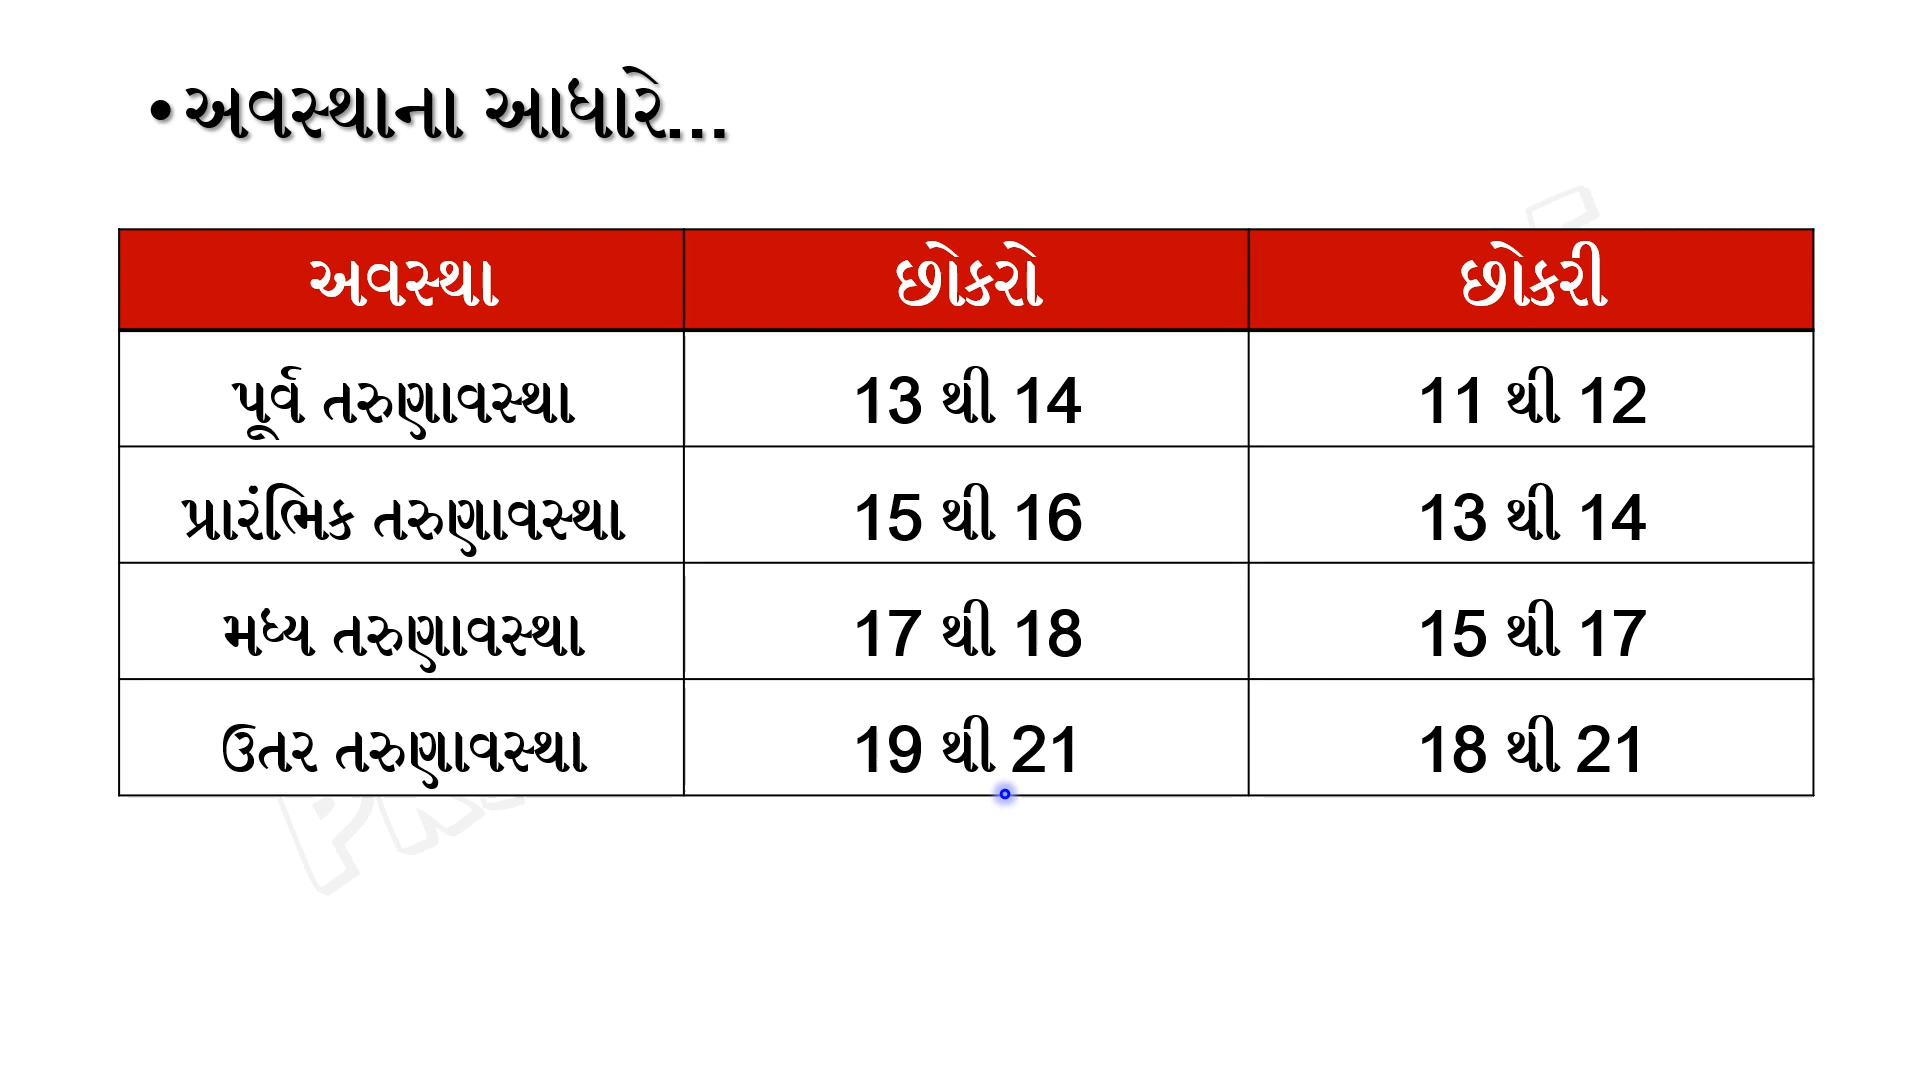 •અવસ્થાના આધારે...
અવસ્થા છોકરો છોકરી
પૂર્વ તરુણાવસ્થા 13 થી 14 11 થી 12
પ્રારંભિક તરુણાવસ્થા 15 થી 16 13 થી 14
મધ્ય તરુણાવસ્થા 17 થી 18 15 થી 17
ઉતર તરુણાવસ્થા 19 થી 21 18 થી 21